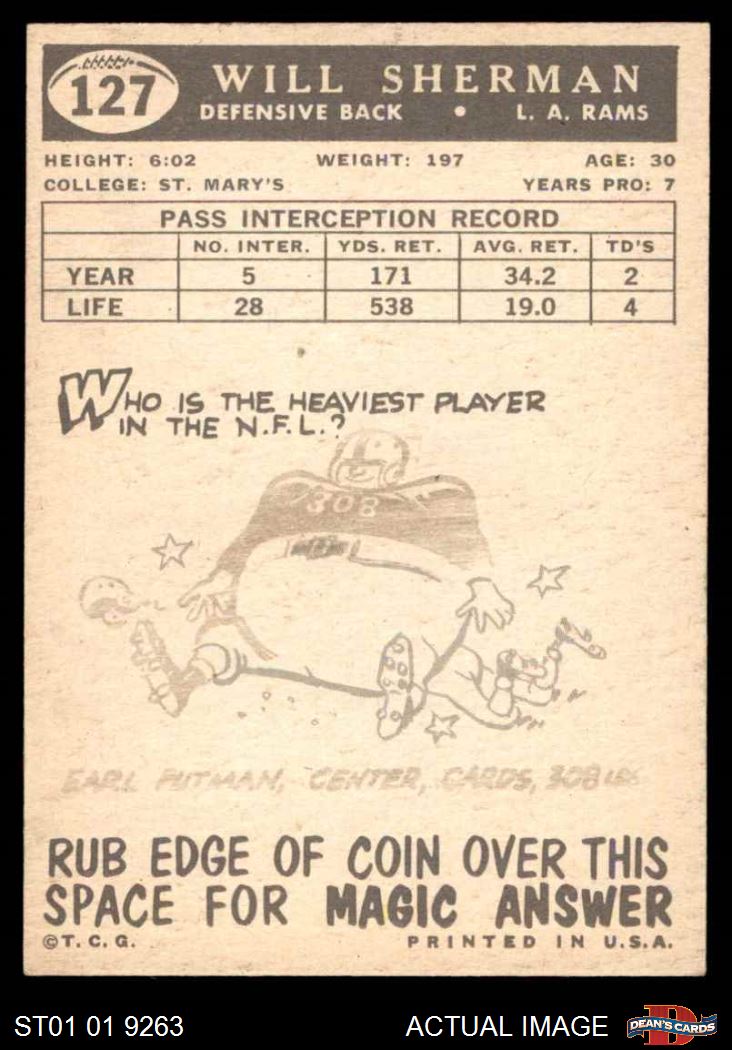 127
WILL SHERMAN
DEFENSIVE BACK • L. A. RAMS
HEIGHT: 6:02 WEIGHT: 197 AGE: 30
COLLEGE: ST. MARY'S YEARS PRO: 7
PASS INTERCEPTION RECORD
NO. INTER. YDS. RET. AVG. RET. TD'S
YEAR 5 171 34.2 2
LIFE 28 538 19.0 4
WHO IS THE HEAVIEST PLAYER
IN THE N.F.L.?
308
EARL PUTMAN, CENTER, CARDS, 308 LBS
RUB EDGE OF COIN OVER THIS
SPACE FOR MAGIC ANSWER
©T. C. G. PRINTED IN U.S.A.
ST01 01 9263 ACTUAL IMAGE DEAN'S CARDS